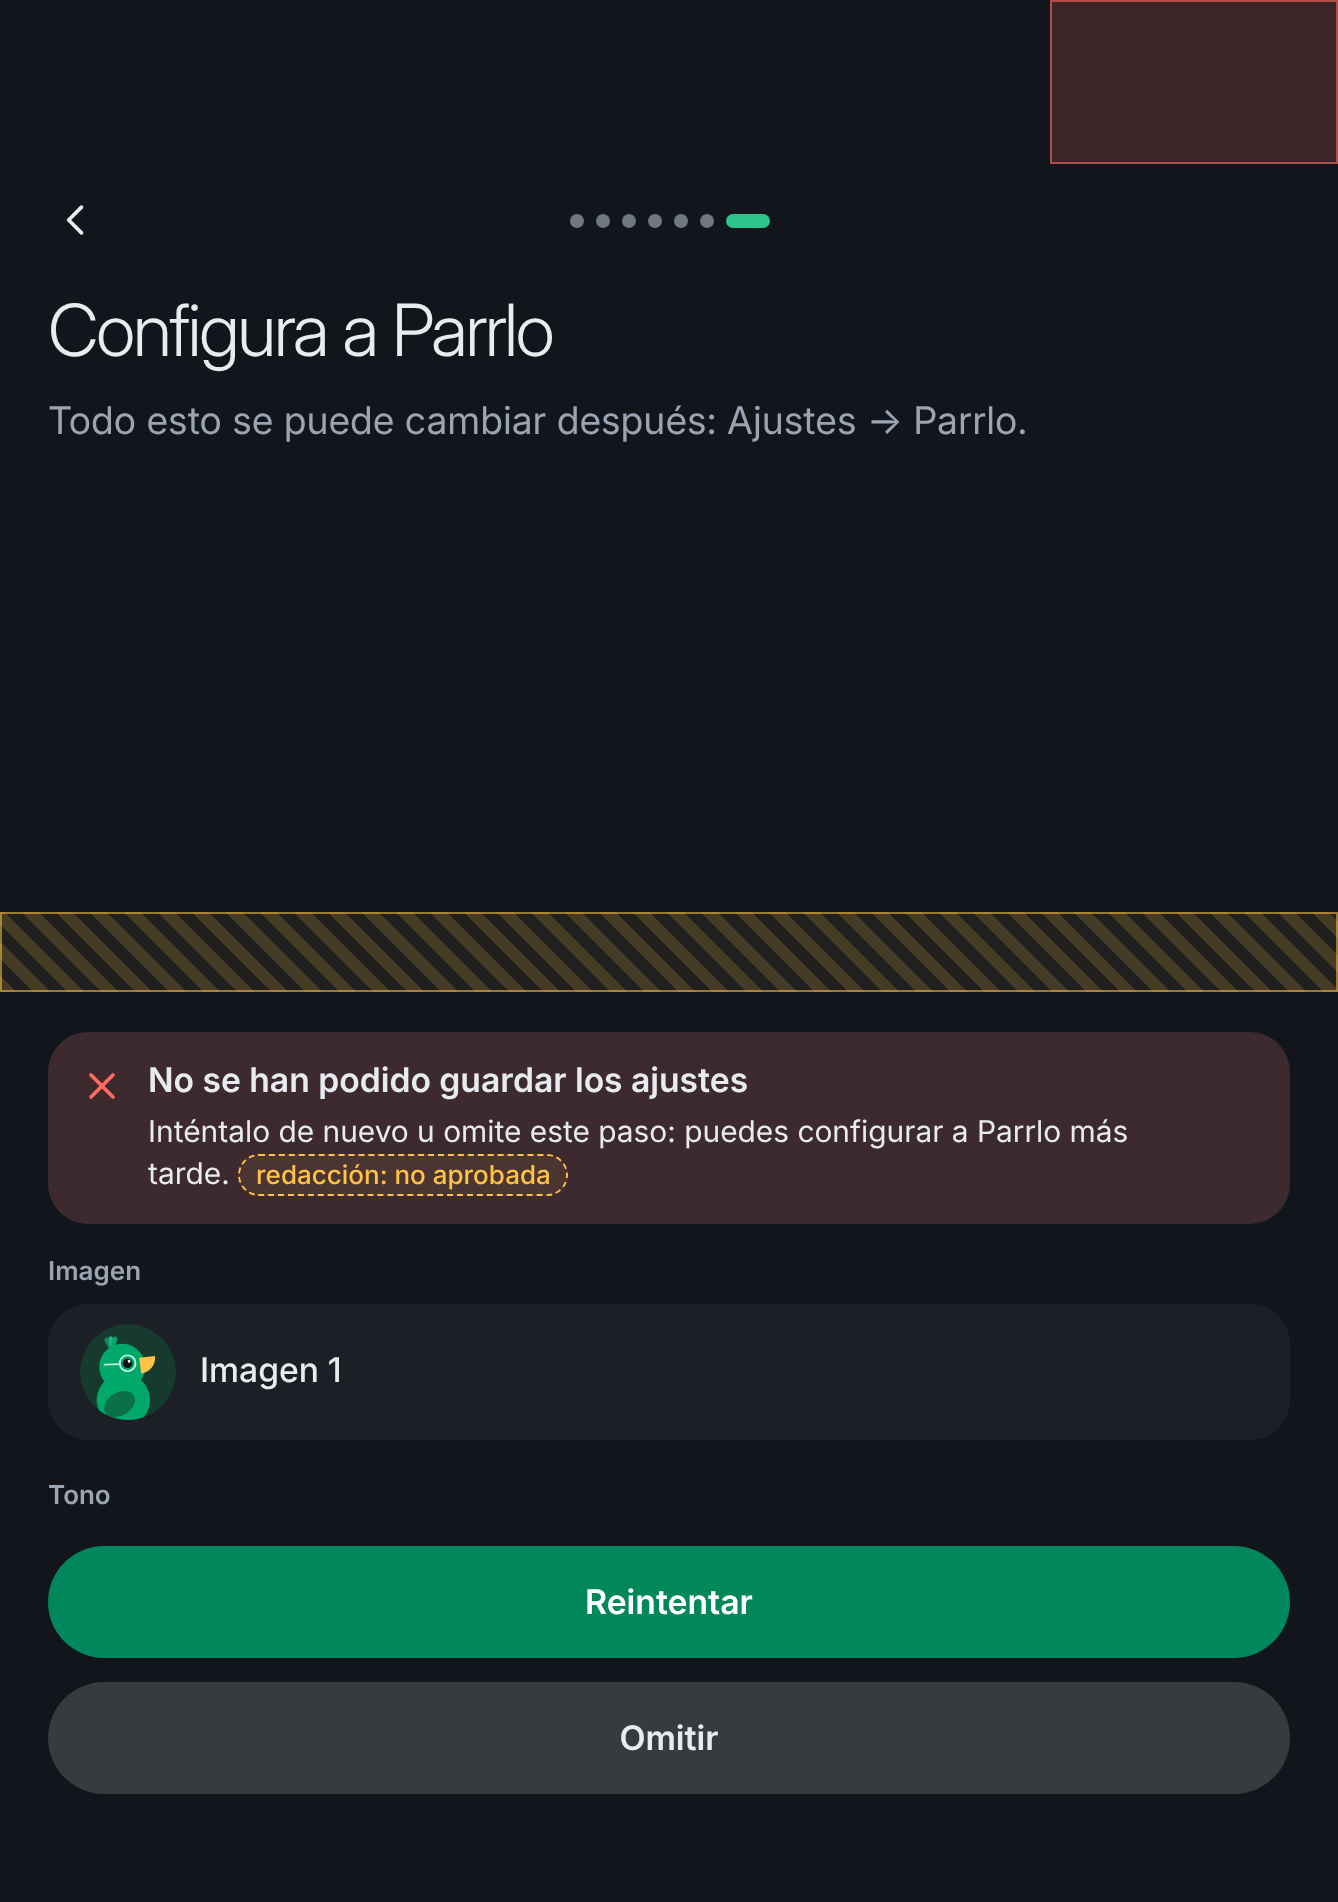 Configura a Parrlo
Todo esto se puede cambiar después: Ajustes → Parrlo.
No se han podido guardar los ajustes
Inténtalo de nuevo u omite este paso: puedes configurar a Parrlo más
tarde. redacción: no aprobada
Imagen
Imagen 1
Tono
Reintentar
Omitir